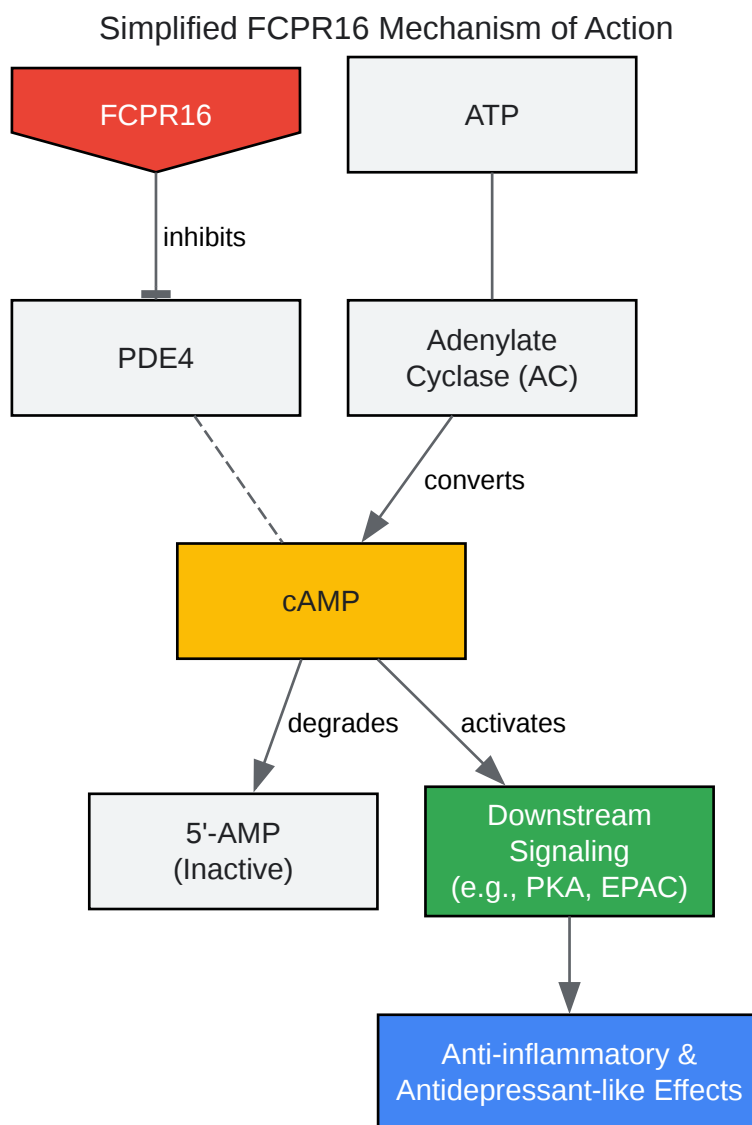 Simplified FCPR16 Mechanism of Action
FCPR16
ATP
inhibits
PDE4
Adenylate
Cyclase (AC)
converts
cAMP
degrades
activates
5'-AMP
(Inactive)
Downstream
Signaling
(e.g., PKA, EPAC)
Anti-inflammatory &
Antidepressant-like Effects